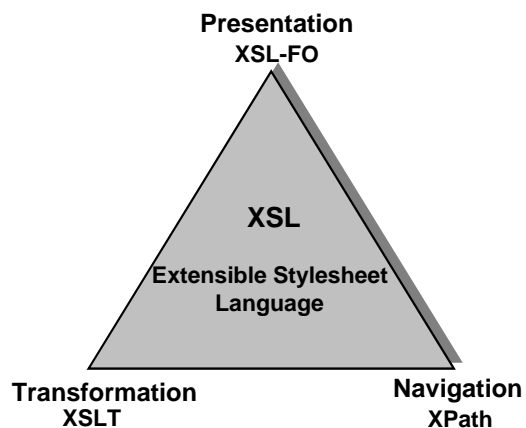 Presentation
XSL-FO
XSL
Extensible Stylesheet
Language
Transformation
XSLT
Navigation
XPath